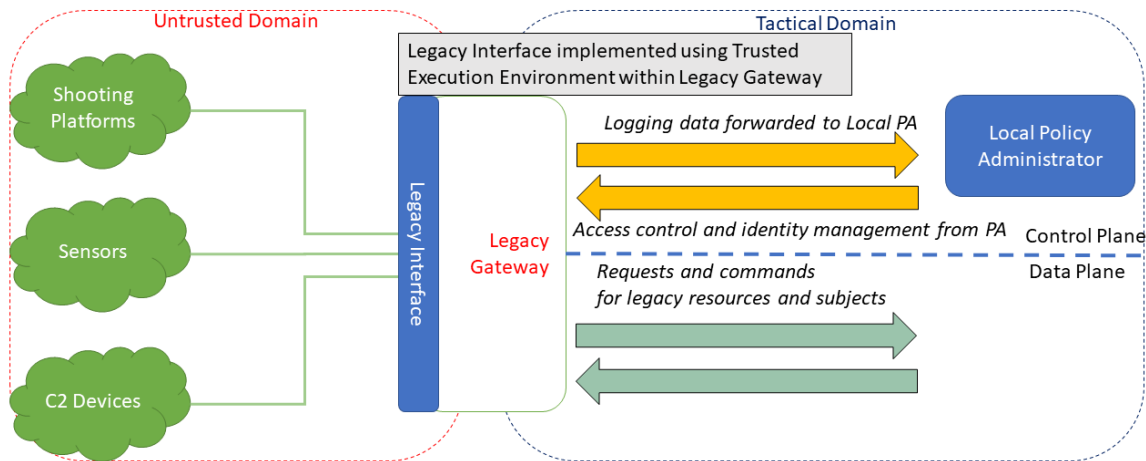 Untrusted Domain
Tactical Domain
Legacy Interface implemented using Trusted
Execution Environment within Legacy Gateway
Shooting
Platforms
Sensors
C2 Devices
Legacy Interface
Legacy
Gateway
Logging data forwarded to Local PA
Local Policy
Administrator
Access control and identity management from PA
Control Plane
Data Plane
Requests and commands
for legacy resources and subjects